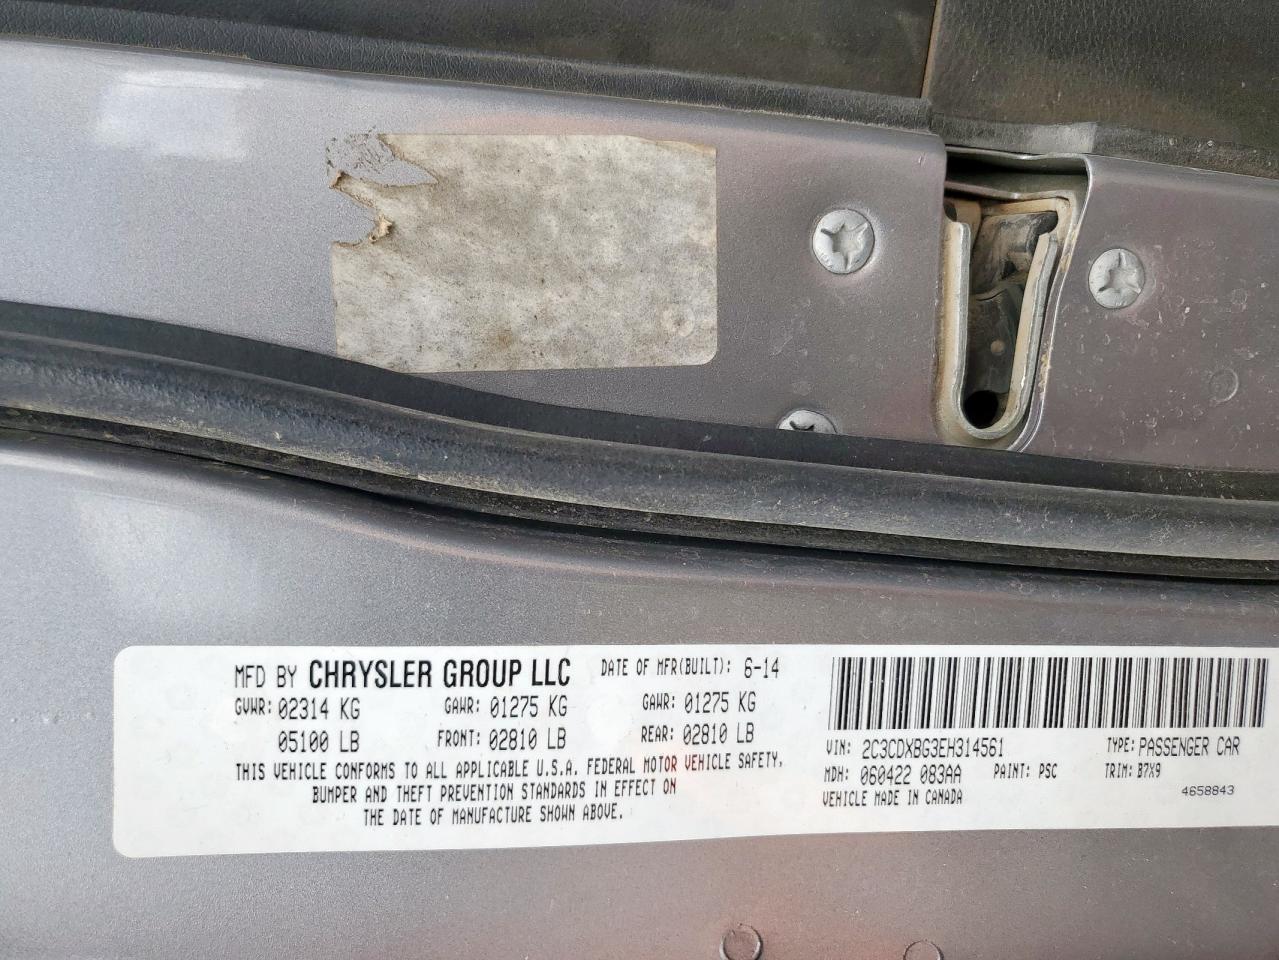 MFD BY CHRYSLER GROUP LLC DATE OF MFR(BUILT): 6-14
GVWR: 02314 KG GAWR: 01275 KG GAWR: 01275 KG
05100 LB FRONT: 02810 LB REAR: 02810 LB
THIS VEHICLE CONFORMS TO ALL APPLICABLE U.S.A. FEDERAL MOTOR VEHICLE SAFETY,
BUMPER AND THEFT PREVENTION STANDARDS IN EFFECT ON
THE DATE OF MANUFACTURE SHOWN ABOVE.
VIN: 2C3CDXBG3EH314561 TYPE: PASSENGER CAR
MDH: 060422 083AA PAINT: PSC TRIM: B7X9
VEHICLE MADE IN CANADA 4658843